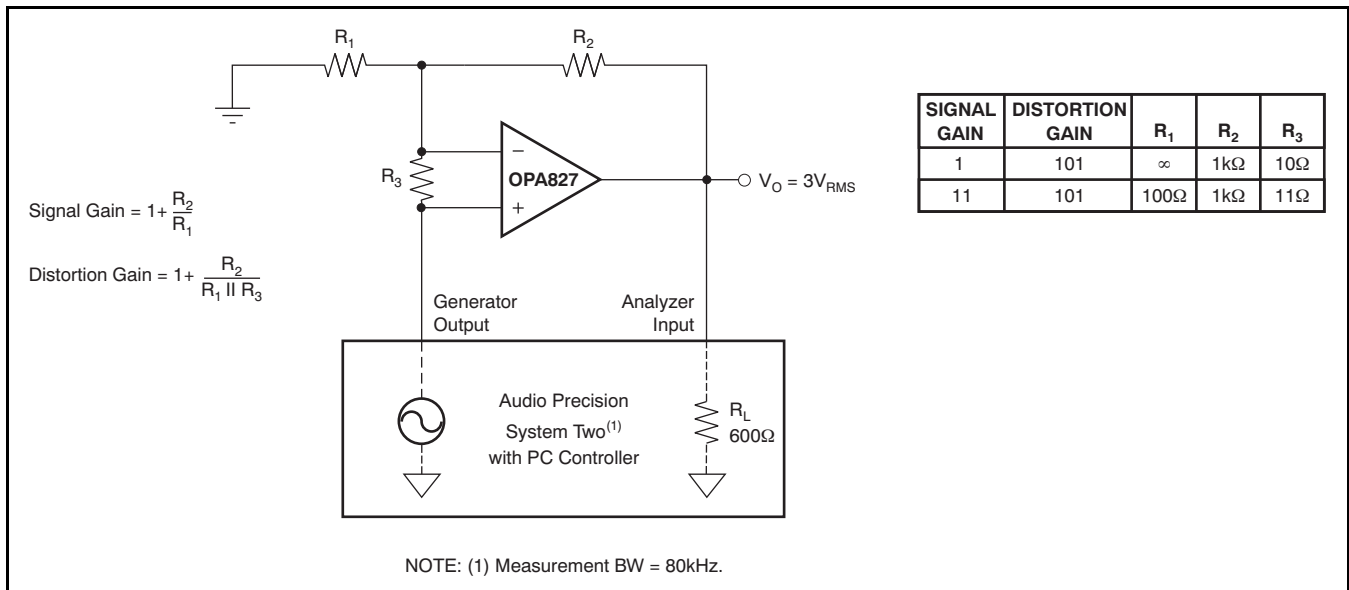 R1
R2
R3
−
+
OPA827
VO = 3VRMS
Signal Gain = 1+ R2/R1
Distortion Gain = 1+ R2/(R1 II R3)
Generator
Output
Analyzer
Input
Audio Precision
System Two(1)
with PC Controller
RL
600Ω
SIGNAL GAIN DISTORTION GAIN R1 R2 R3
1 101 ∞ 1kΩ 10Ω
11 101 100Ω 1kΩ 11Ω
NOTE: (1) Measurement BW = 80kHz.